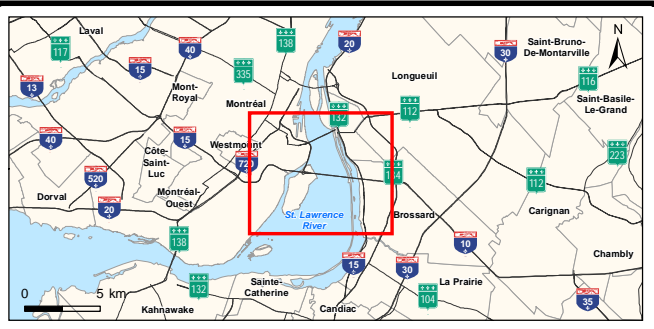 Laval
117
40
138
20
30
Saint-Bruno-
De-Montarville
N
15
335
Longueuil
116
13
Mont-
Royal
Montréal
132
112
Saint-Basile-
Le-Grand
40
15
Westmount
Côte-
Saint-
Luc
720
223
520
134
112
Dorval
20
Montréal-
Ouest
St. Lawrence
River
Brossard
Carignan
138
10
Chambly
15
30
0 5 km
132
Sainte-
Catherine
La Prairie
104
35
Kahnawake
Candiac